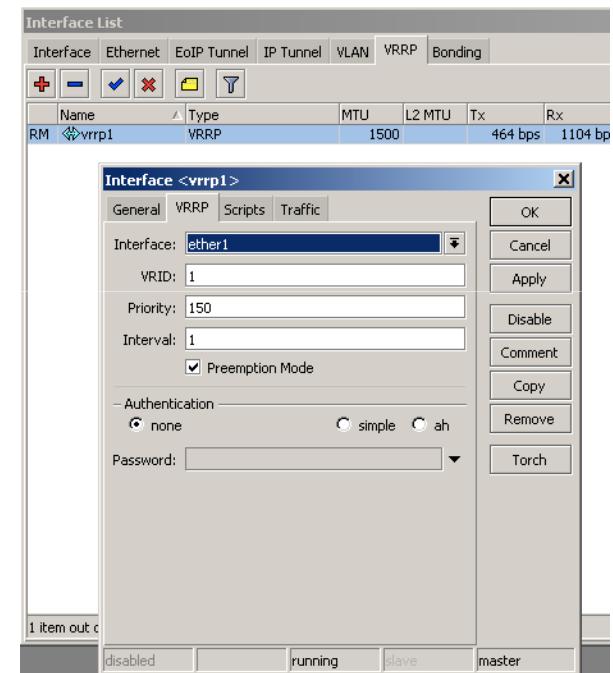 Interface List
Interface Ethernet EoIP Tunnel IP Tunnel VLAN VRRP Bonding
Name Type MTU L2 MTU Tx Rx
RM vrrp1 VRRP 1500 464 bps 1104 bp
Interface <vrrp1>
General VRRP Scripts Traffic
OK
Interface: ether1
Cancel
VRID: 1
Apply
Priority: 150
Disable
Interval: 1
Comment
Preemption Mode
Copy
Authentication
none simple ah
Remove
Password:
Torch
1 item out
disabled running slave master